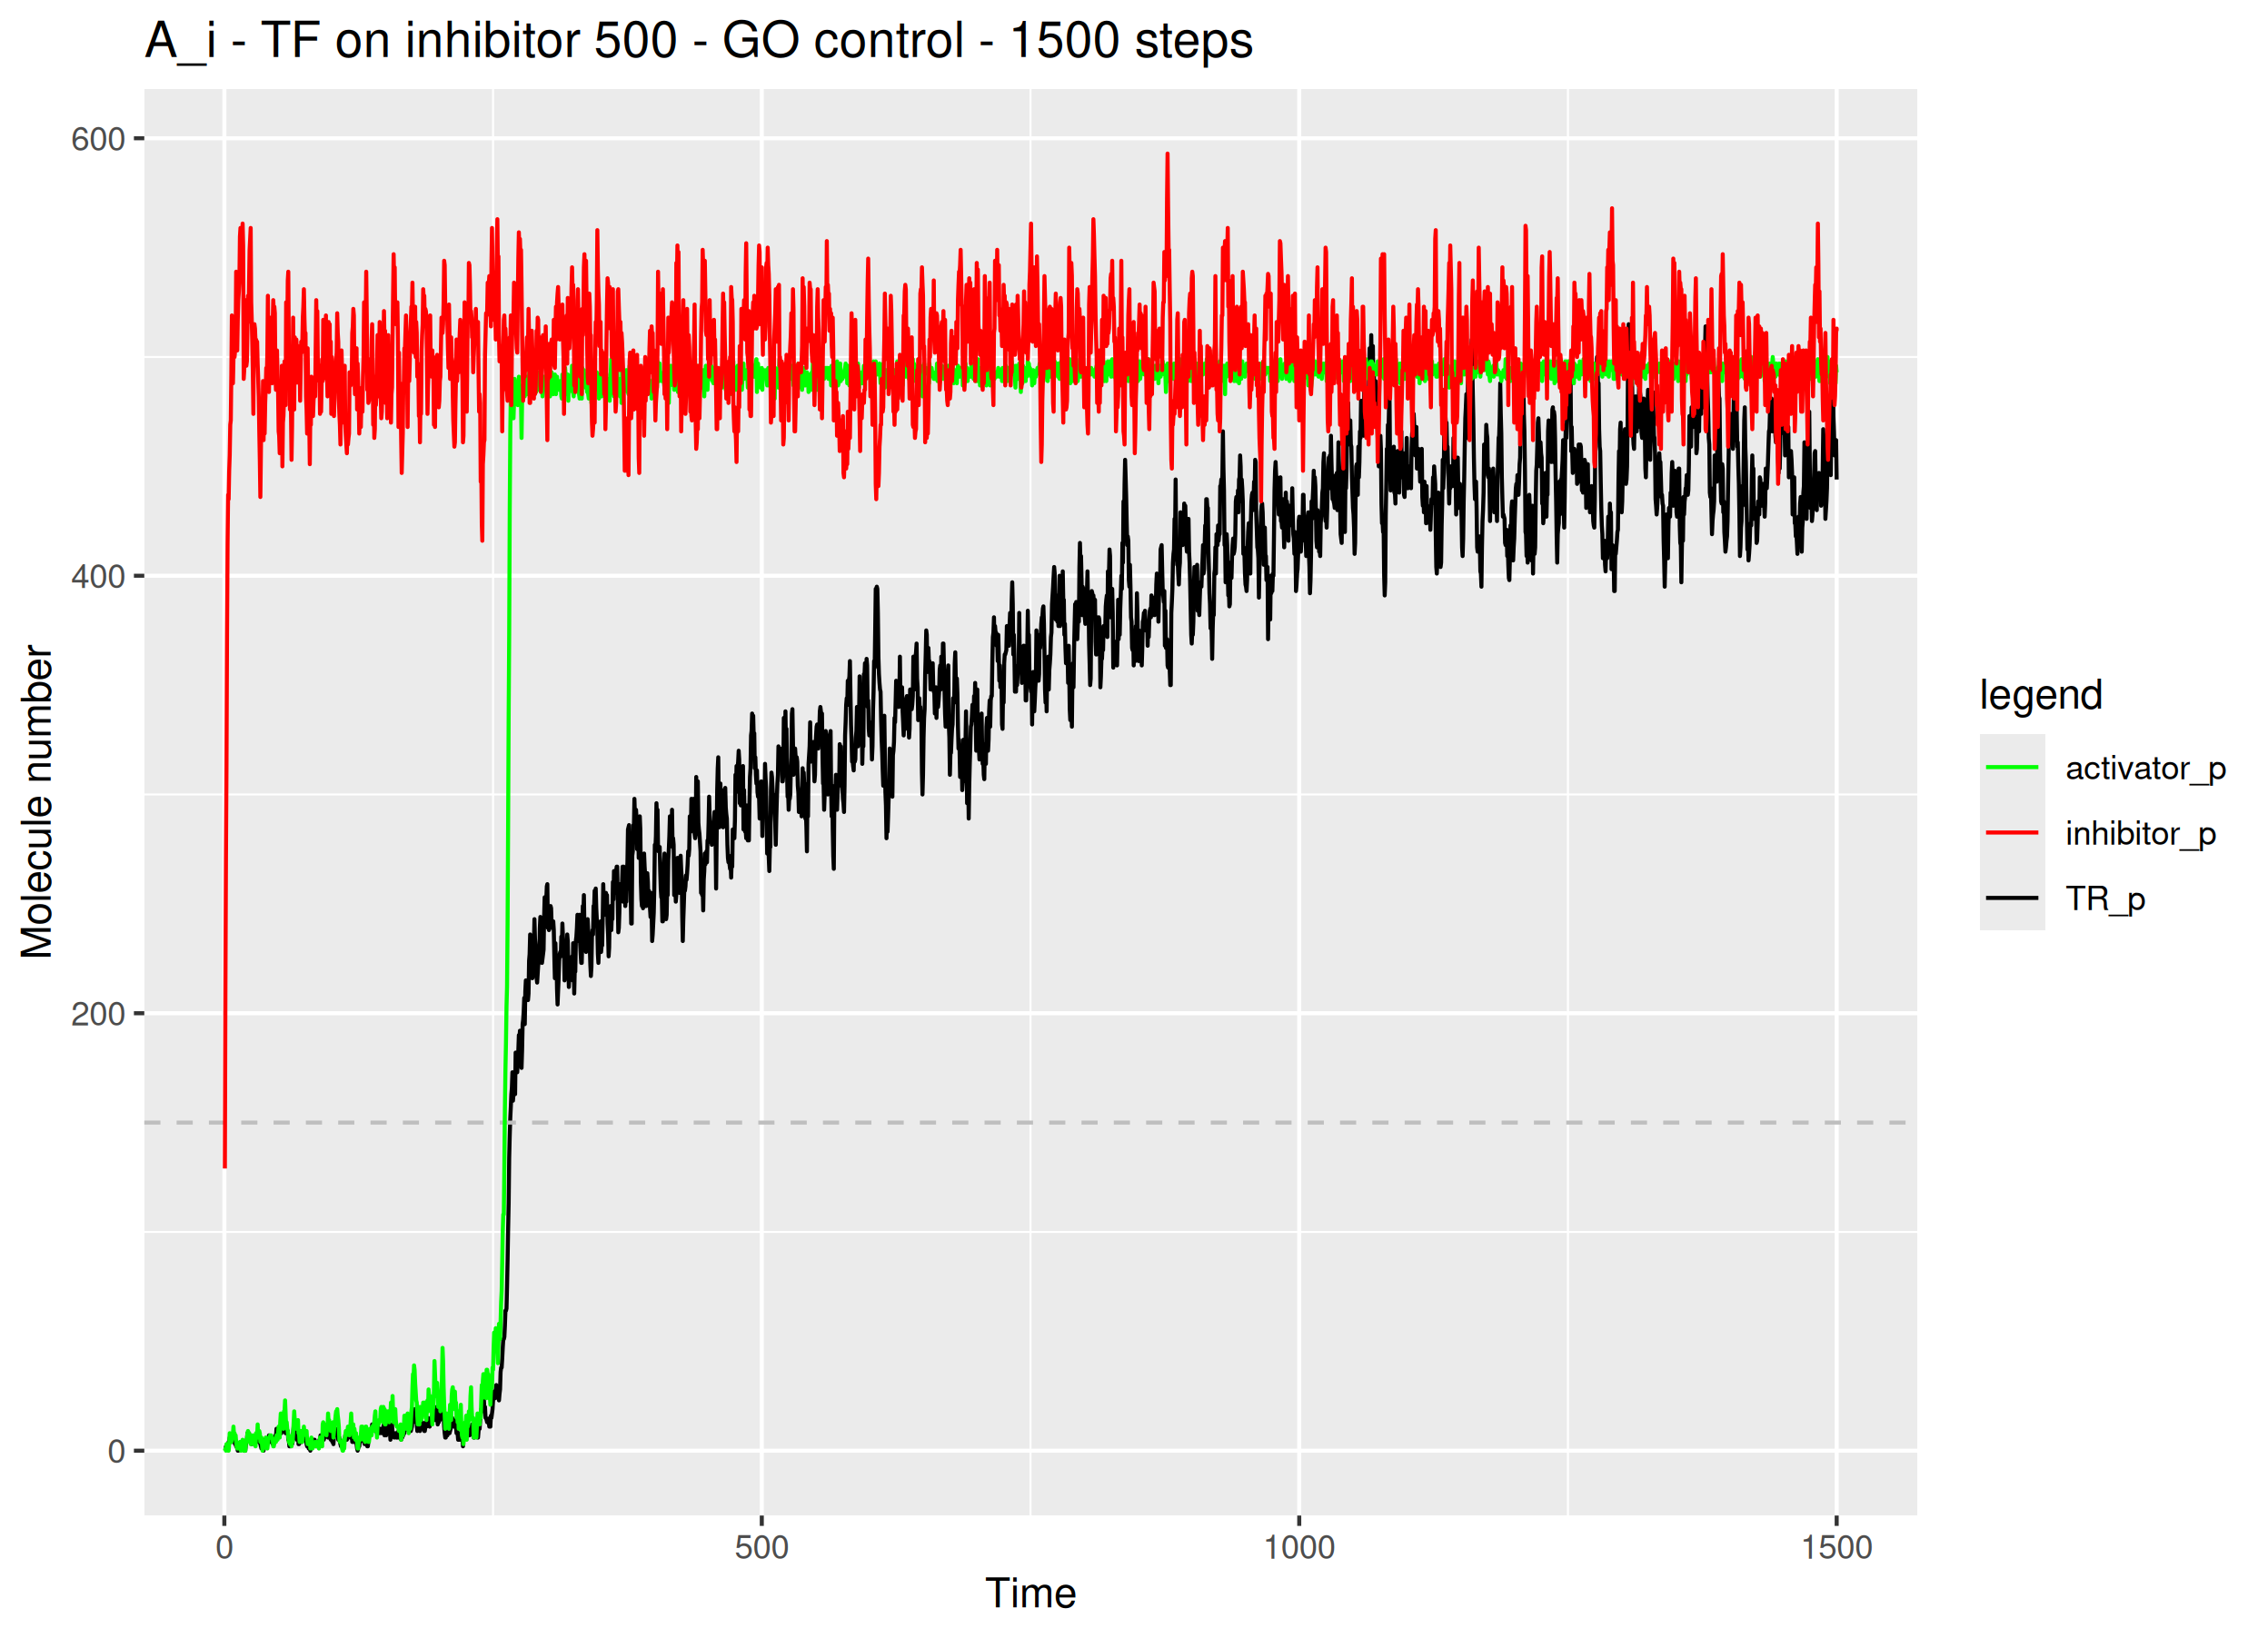 A_i - TF on inhibitor 500 - GO control - 1500 steps
Molecule number
600
400
200
0
0
500
1000
1500
Time
legend
activator_p
inhibitor_p
TR_p